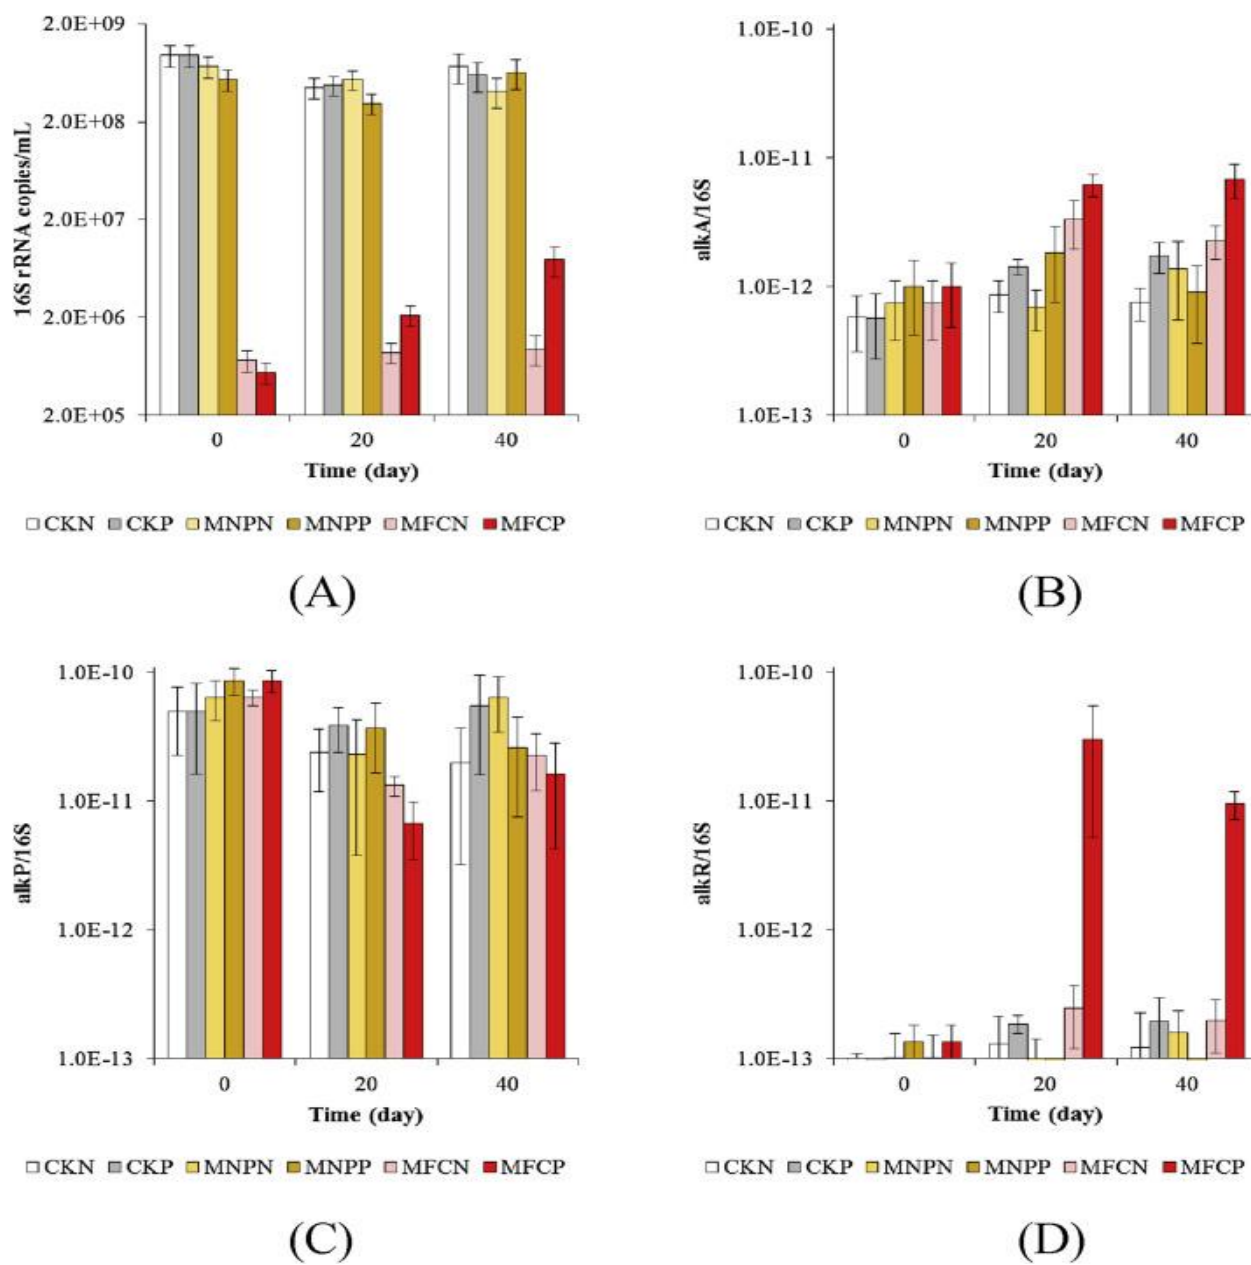 2.0E+09
2.0E+08
2.0E+07
2.0E+06
2.0E+05
16S rRNA copies/mL
0 20 40
Time (day)
CKN CKP MNPN MNPP MFCN MFCP
(A)
1.0E-10
1.0E-11
1.0E-12
1.0E-13
alkA/16S
0 20 40
Time (day)
CKN CKP MNPN MNPP MFCN MFCP
(B)
1.0E-10
1.0E-11
1.0E-12
1.0E-13
alkP/16S
0 20 40
Time (day)
CKN CKP MNPN MNPP MFCN MFCP
(C)
1.0E-10
1.0E-11
1.0E-12
1.0E-13
alkR/16S
0 20 40
Time (day)
CKN CKP MNPN MNPP MFCN MFCP
(D)